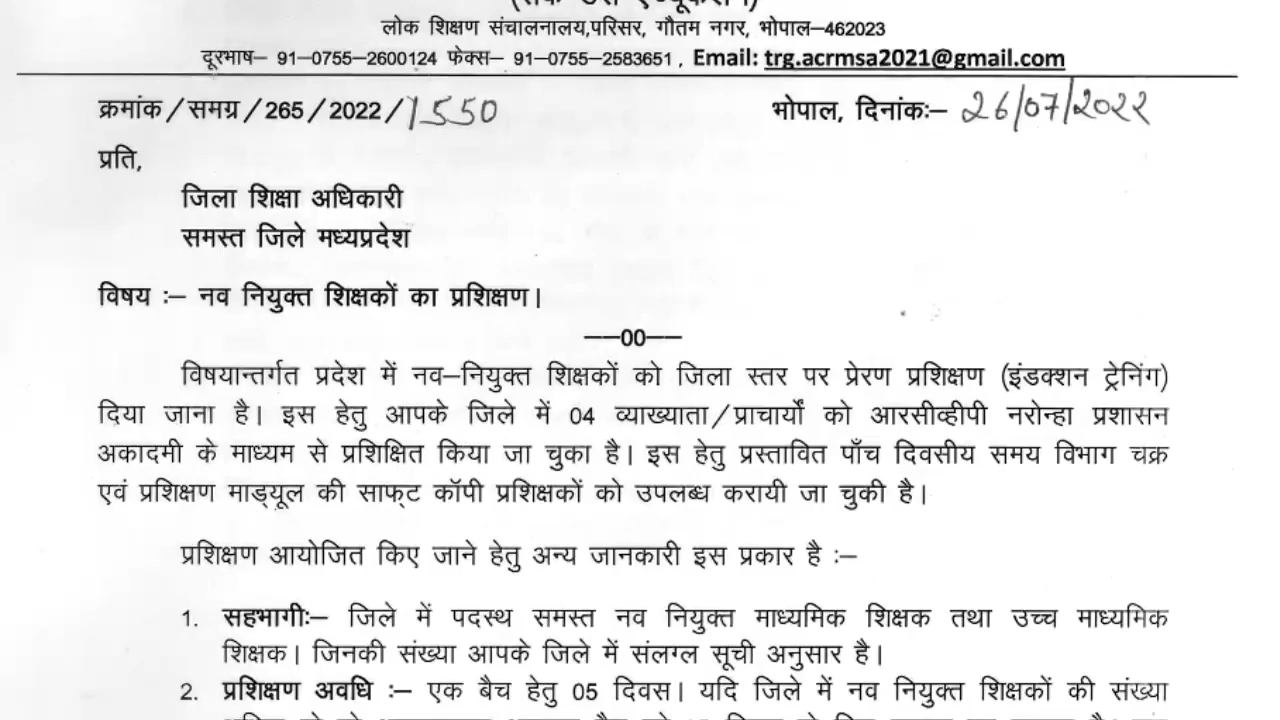 लोक शिक्षण संचालनालय,परिसर, गौतम नगर, भोपाल–462023
दूरभाष– 91–0755–2600124 फेक्स– 91–0755–2583651 , Email: trg.acrmsa2021@gmail.com
क्रमांक/समग्र/265/2022/1550 भोपाल, दिनांकः– 26/07/2022
प्रति,
जिला शिक्षा अधिकारी
समस्त जिले मध्यप्रदेश
विषय :– नव नियुक्त शिक्षकों का प्रशिक्षण।
——00——
विषयान्तर्गत प्रदेश में नव–नियुक्त शिक्षकों को जिला स्तर पर प्रेरण प्रशिक्षण (इंडक्शन ट्रेनिंग)
दिया जाना है। इस हेतु आपके जिले में 04 व्याख्याता/प्राचार्यो को आरसीव्हीपी नरोन्हा प्रशासन
अकादमी के माध्यम से प्रशिक्षित किया जा चुका है। इस हेतु प्रस्तावित पाँच दिवसीय समय विभाग चक्र
एवं प्रशिक्षण माड्यूल की साफ्ट कॉपी प्रशिक्षकों को उपलब्ध करायी जा चुकी है।
प्रशिक्षण आयोजित किए जाने हेतु अन्य जानकारी इस प्रकार है :–
1. सहभागीः– जिले में पदस्थ समस्त नव नियुक्त माध्यमिक शिक्षक तथा उच्च माध्यमिक
शिक्षक। जिनकी संख्या आपके जिले में संलग्ल सूची अनुसार है।
2. प्रशिक्षण अवधि :– एक बैच हेतु 05 दिवस। यदि जिले में नव नियुक्त शिक्षकों की संख्या